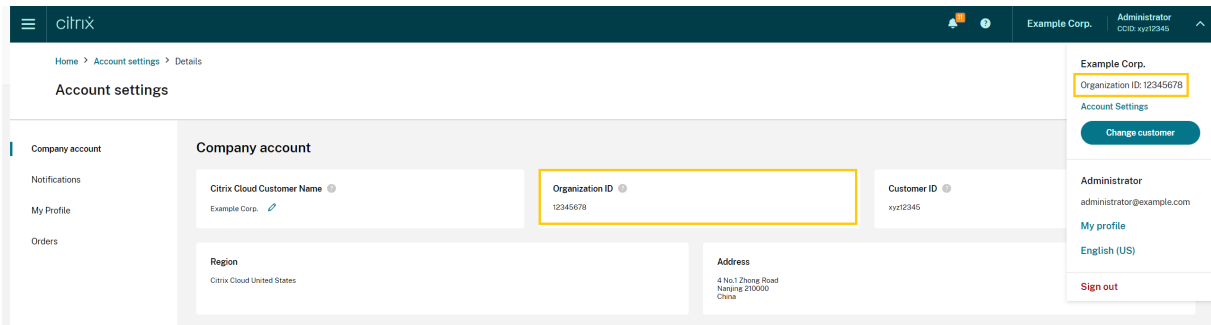 citrix
11
Example Corp.
Administrator
CCID: xyz12345
Home > Account settings > Details
Account settings
Example Corp.
Organization ID: 12345678
Account Settings
Change customer
Administrator
administrator@example.com
My profile
English (US)
Sign out
Company account
Notifications
My Profile
Orders
Company account
Citrix Cloud Customer Name ?
Example Corp.
Organization ID ?
12345678
Customer ID ?
xyz12345
Region
Citrix Cloud United States
Address
4 No.1 Zhong Road
Nanjing 210000
China